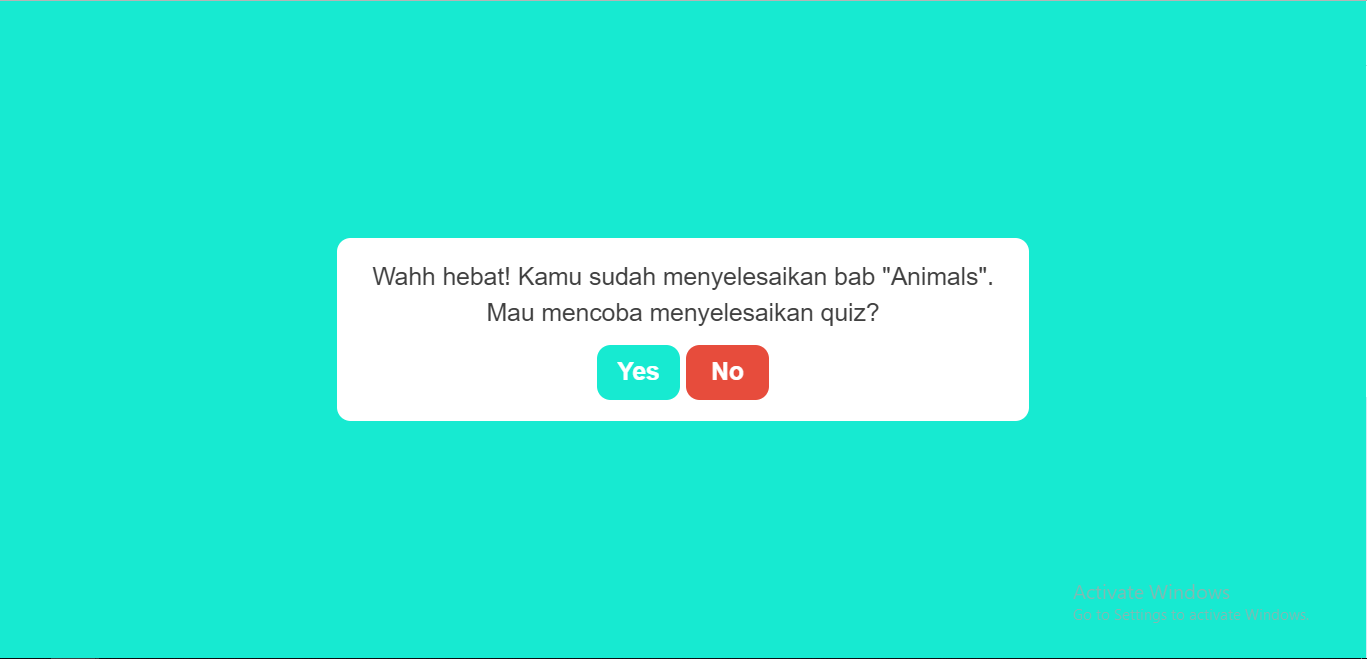 Wahh hebat! Kamu sudah menyelesaikan bab "Animals".
Mau mencoba menyelesaikan quiz?
Yes No
Activate Windows
Go to Settings to activate Windows.